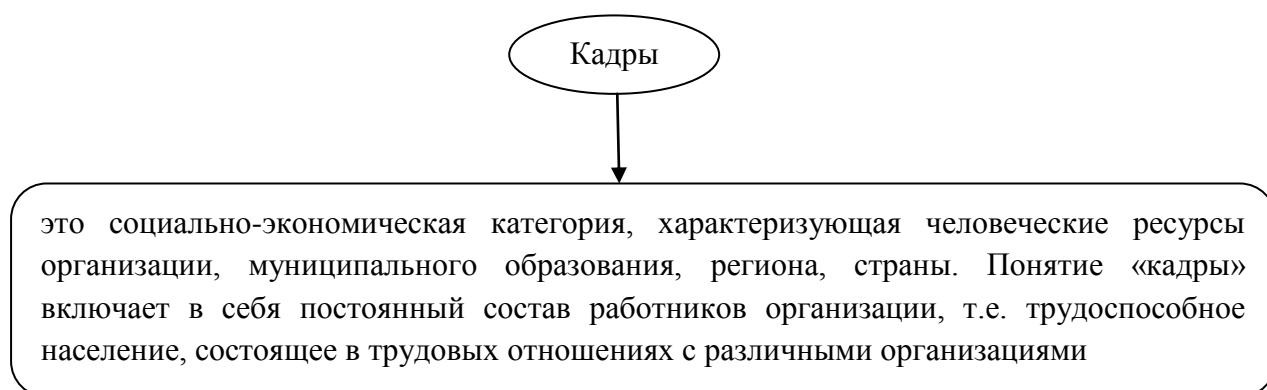 Кадры
это социально-экономическая категория, характеризующая человеческие ресурсы
организации, муниципального образования, региона, страны. Понятие «кадры»
включает в себя постоянный состав работников организации, т.е. трудоспособное
население, состоящее в трудовых отношениях с различными организациями